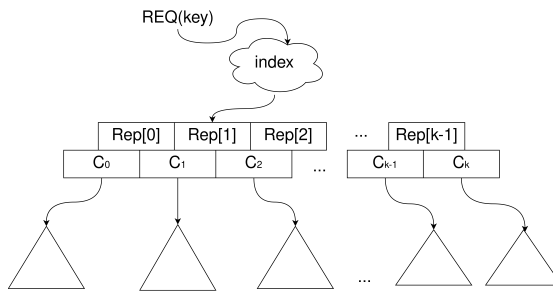 REQ(key)
index
Rep[0] Rep[1] Rep[2] ... Rep[k-1]
C0 C1 C2 ... Ck-1 Ck
...